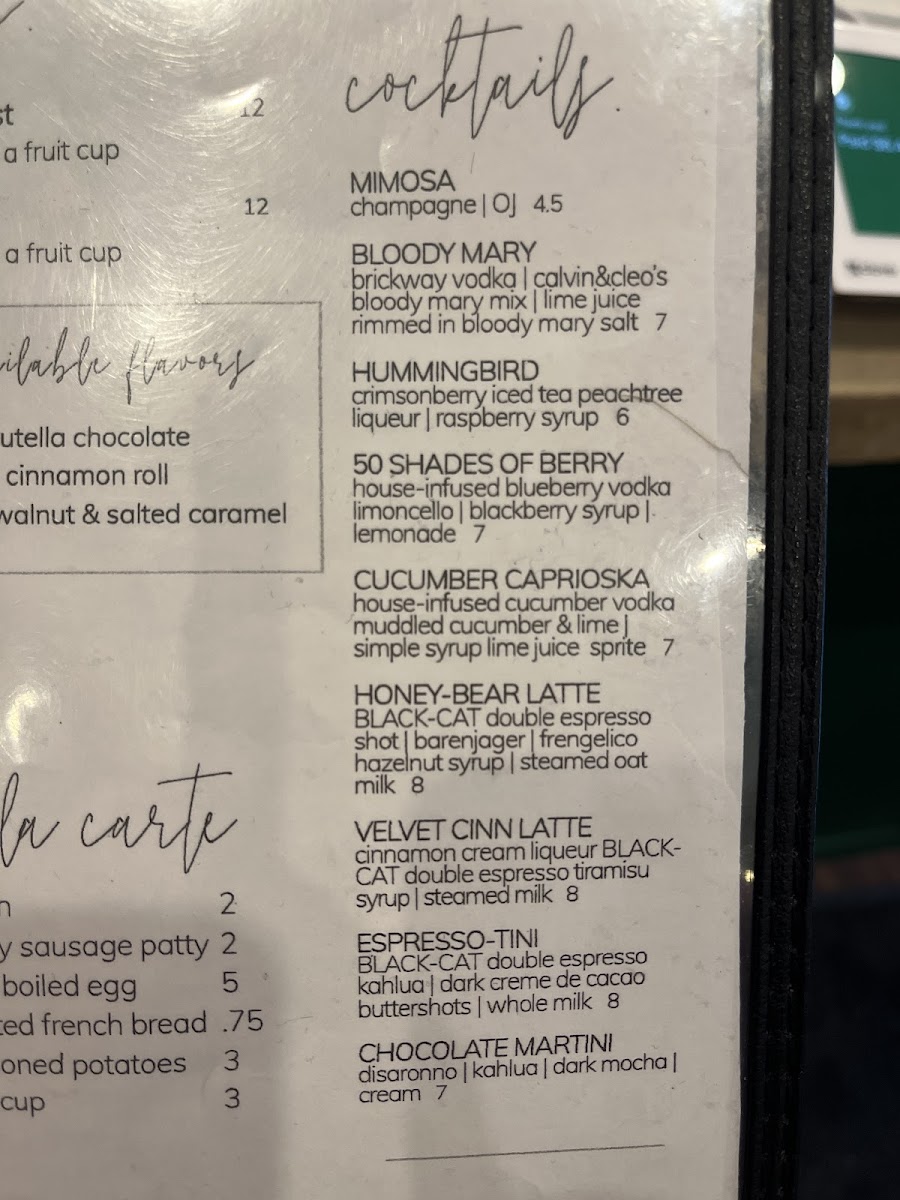 st 12
a fruit cup
12
a fruit cup
flavors
utella chocolate
cinnamon roll
walnut & salted caramel
la carte
n 2
y sausage patty 2
boiled egg 5
ted french bread .75
oned potatoes 3
cup 3
cocktails.
MIMOSA
champagne | OJ 4.5
BLOODY MARY
brickway vodka | calvin&cleo's
bloody mary mix | lime juice
rimmed in bloody mary salt 7
HUMMINGBIRD
crimsonberry iced tea peachtree
liqueur | raspberry syrup 6
50 SHADES OF BERRY
house-infused blueberry vodka
limoncello | blackberry syrup |
lemonade 7
CUCUMBER CAPRIOSKA
house-infused cucumber vodka
muddled cucumber & lime |
simple syrup lime juice sprite 7
HONEY-BEAR LATTE
BLACK-CAT double espresso
shot | barenjager | frengelico
hazelnut syrup | steamed oat
milk 8
VELVET CINN LATTE
cinnamon cream liqueur BLACK-
CAT double espresso tiramisu
syrup | steamed milk 8
ESPRESSO-TINI
BLACK-CAT double espresso
kahlua | dark creme de cacao
buttershots | whole milk 8
CHOCOLATE MARTINI
disaronno | kahlua | dark mocha |
cream 7